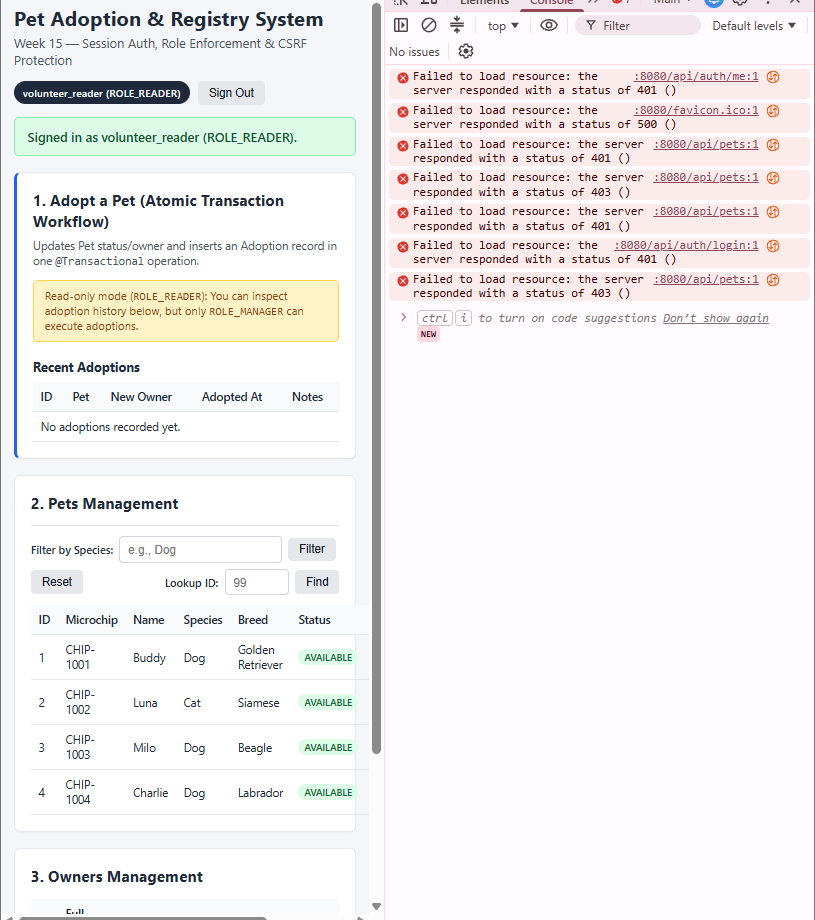 Pet Adoption & Registry System
Week 15 — Session Auth, Role Enforcement & CSRF
Protection
volunteer_reader (ROLE_READER)
Sign Out
Signed in as volunteer_reader (ROLE_READER).
1. Adopt a Pet (Atomic Transaction
Workflow)
Updates Pet status/owner and inserts an Adoption record in
one @Transactional operation.
Read-only mode (ROLE_READER): You can inspect
adoption history below, but only ROLE_MANAGER can
execute adoptions.
Recent Adoptions
ID Pet New Owner Adopted At Notes
No adoptions recorded yet.
2. Pets Management
Filter by Species: e.g., Dog Filter
Reset Lookup ID: 99 Find
ID Microchip Name Species Breed Status
1 CHIP-
1001 Buddy Dog Golden
Retriever AVAILABLE
2 CHIP-
1002 Luna Cat Siamese AVAILABLE
3 CHIP-
1003 Milo Dog Beagle AVAILABLE
4 CHIP-
1004 Charlie Dog Labrador AVAILABLE
3. Owners Management
Full
Elements Console
top Filter Default levels
No issues
Failed to load resource: the :8080/api/auth/me:1
server responded with a status of 401 ()
Failed to load resource: the :8080/favicon.ico:1
server responded with a status of 500 ()
Failed to load resource: the server :8080/api/pets:1
responded with a status of 401 ()
Failed to load resource: the server :8080/api/pets:1
responded with a status of 403 ()
Failed to load resource: the server :8080/api/pets:1
responded with a status of 401 ()
Failed to load resource: the :8080/api/auth/login:1
server responded with a status of 401 ()
Failed to load resource: the server :8080/api/pets:1
responded with a status of 403 ()
ctrl i to turn on code suggestions Don't show again
NEW